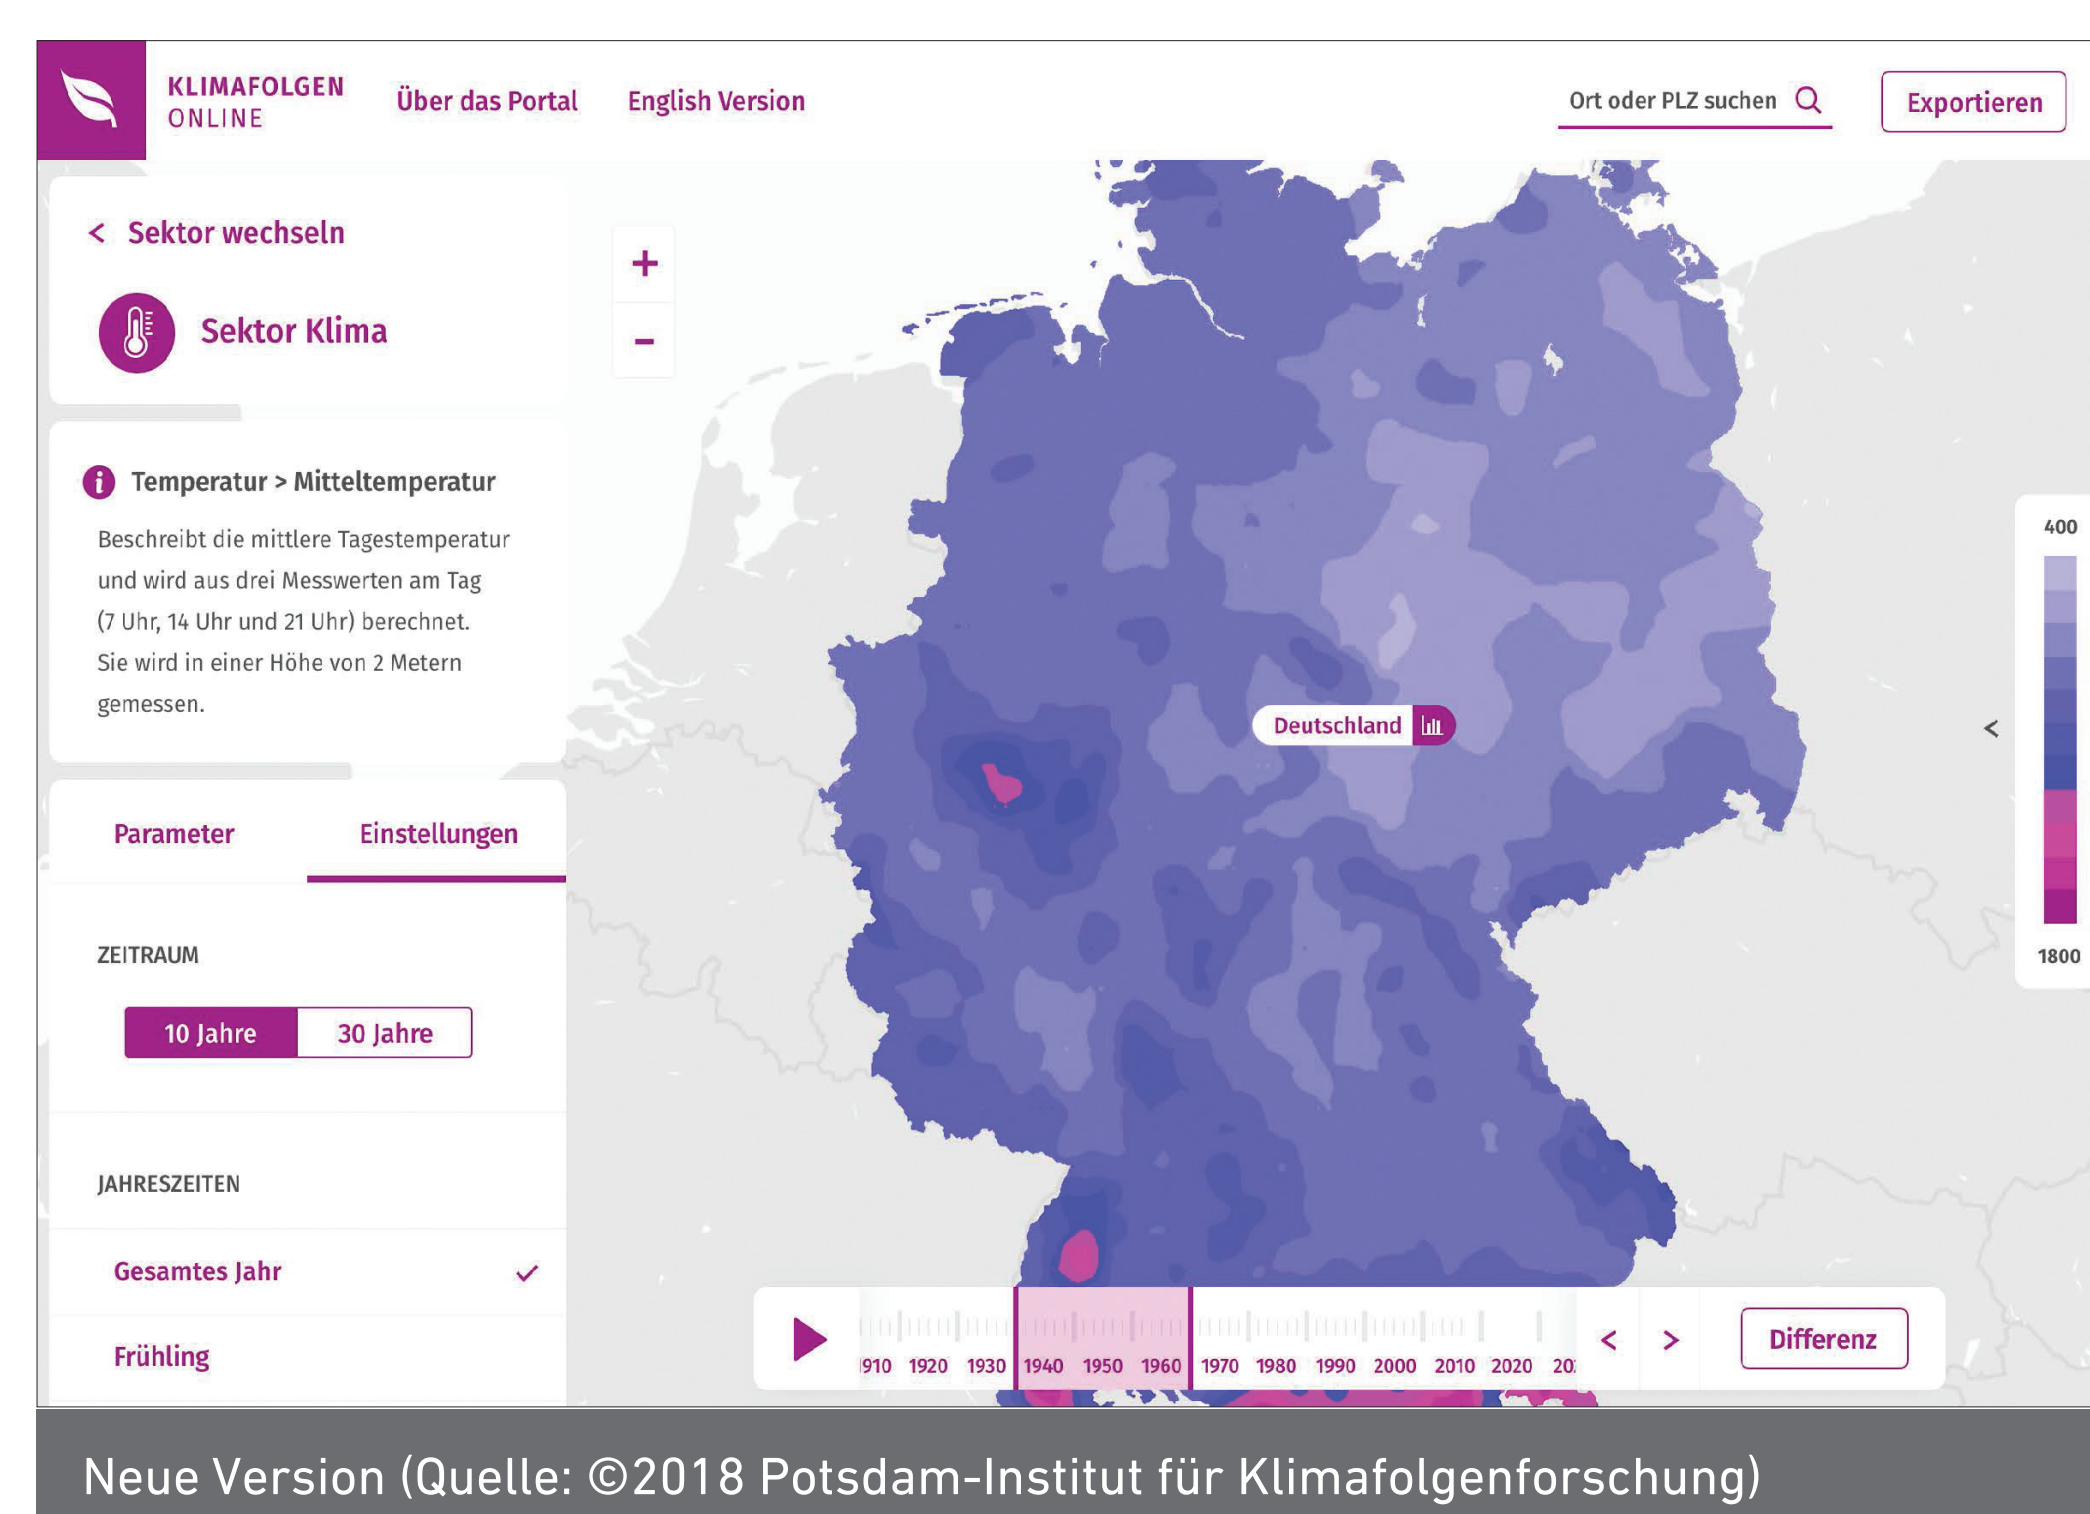 KLIMAFOLGEN
ONLINE
Über das Portal
English Version
Ort oder PLZ suchen
Exportieren
< Sektor wechseln
Sektor Klima
+
-
i Temperatur > Mitteltemperatur
Beschreibt die mittlere Tagestemperatur
und wird aus drei Messwerten am Tag
(7 Uhr, 14 Uhr und 21 Uhr) berechnet.
Sie wird in einer Höhe von 2 Metern
gemessen.
Parameter
Einstellungen
ZEITRAUM
10 Jahre
30 Jahre
JAHRESZEITEN
Gesamtes Jahr
Frühling
Deutschland
400
<
1800
910 1920 1930 1940 1950 1960 1970 1980 1990 2000 2010 2020 20
< >
Differenz
Neue Version (Quelle: ©2018 Potsdam-Institut für Klimafolgenforschung)